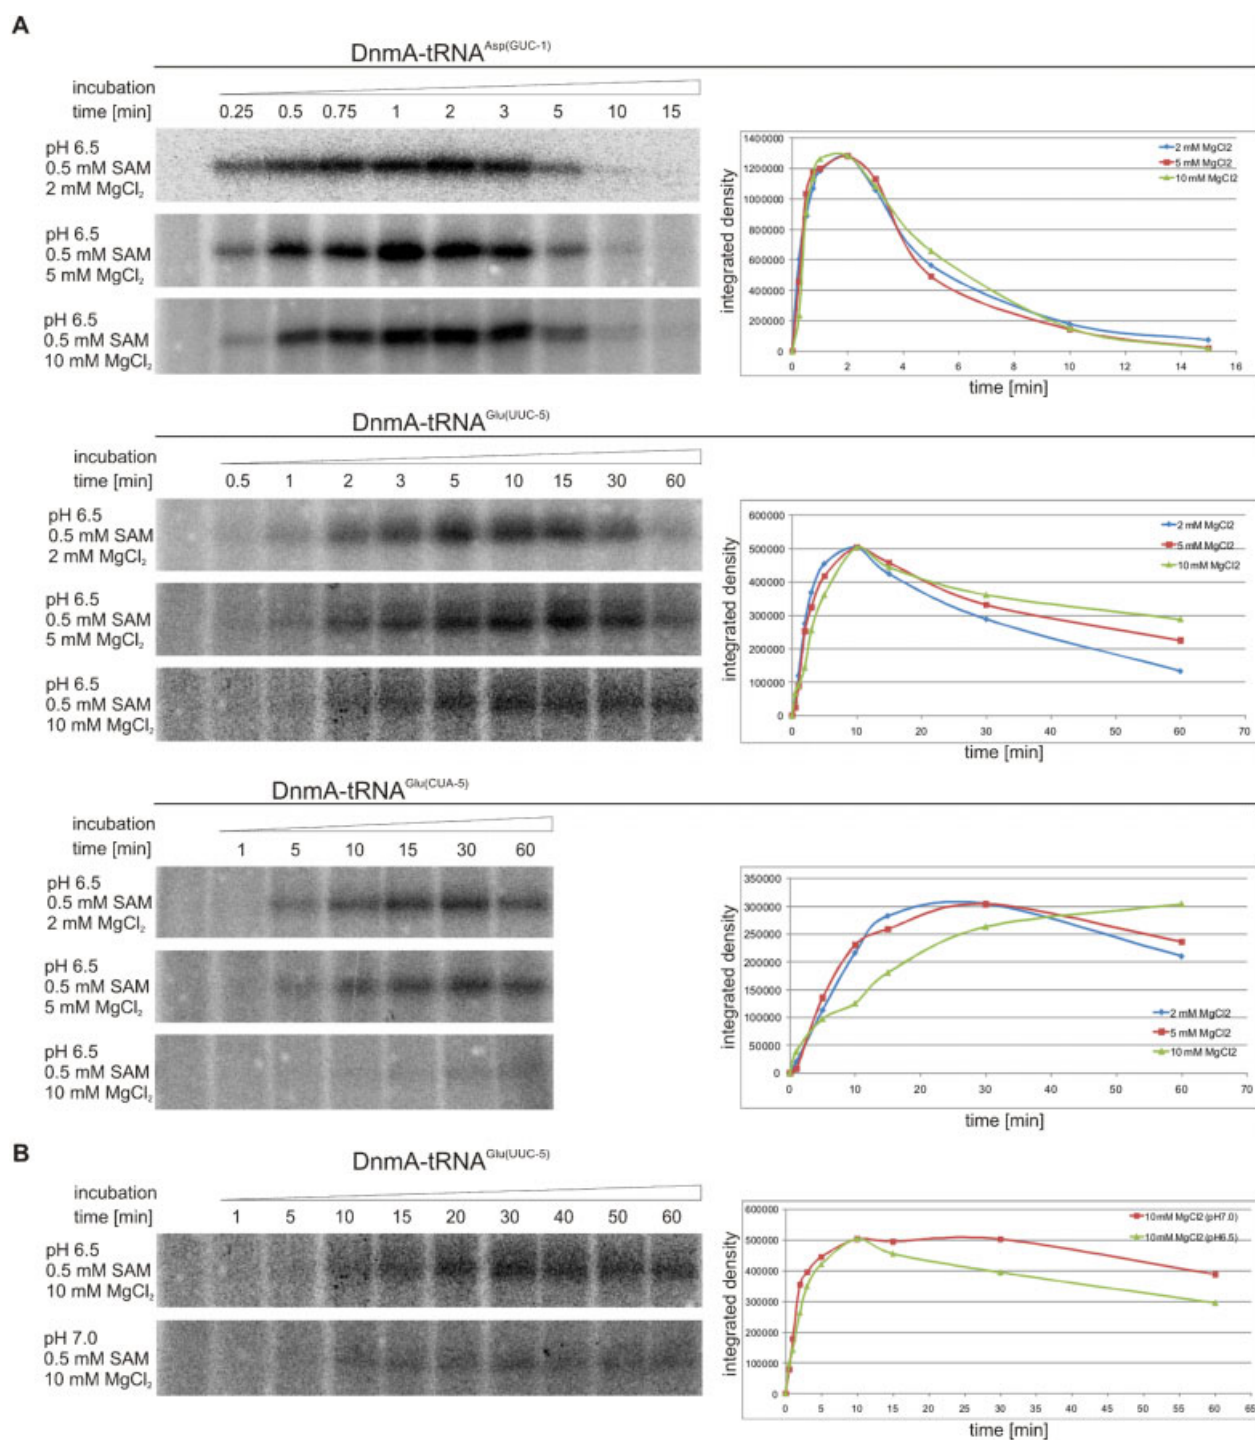 A
DnmA-tRNA Asp(GUC-1)
incubation
time [min] 0.25 0.5 0.75 1 2 3 5 10 15
pH 6.5
0.5 mM SAM
2 mM MgCl₂
pH 6.5
0.5 mM SAM
5 mM MgCl₂
pH 6.5
0.5 mM SAM
10 mM MgCl₂
integrated density
1400000
1200000
1000000
800000
600000
400000
200000
0
0 2 4 6 8 10 12 14 16
time [min]
2 mM MgCl2
5 mM MgCl2
10 mM MgCl2
DnmA-tRNA Glu(UUC-5)
incubation
time [min] 0.5 1 2 3 5 10 15 30 60
pH 6.5
0.5 mM SAM
2 mM MgCl₂
pH 6.5
0.5 mM SAM
5 mM MgCl₂
pH 6.5
0.5 mM SAM
10 mM MgCl₂
integrated density
600000
500000
400000
300000
200000
100000
0
0 10 20 30 40 50 60 70
time [min]
2 mM MgCl2
5 mM MgCl2
10 mM MgCl2
DnmA-tRNA Glu(CUA-5)
incubation
time [min] 1 5 10 15 30 60
pH 6.5
0.5 mM SAM
2 mM MgCl₂
pH 6.5
0.5 mM SAM
5 mM MgCl₂
pH 6.5
0.5 mM SAM
10 mM MgCl₂
integrated density
350000
300000
250000
200000
150000
100000
50000
0
0 10 20 30 40 50 60 70
time [min]
2 mM MgCl2
5 mM MgCl2
10 mM MgCl2
B
DnmA-tRNA Glu(UUC-5)
incubation
time [min] 1 5 10 15 20 30 40 50 60
pH 6.5
0.5 mM SAM
10 mM MgCl₂
pH 7.0
0.5 mM SAM
10 mM MgCl₂
integrated density
600000
500000
400000
300000
200000
100000
0
0 5 10 15 20 25 30 35 40 45 50 55 60 65
time [min]
10mM MgCl2 (pH7.0)
10mM MgCl2 (pH6.5)